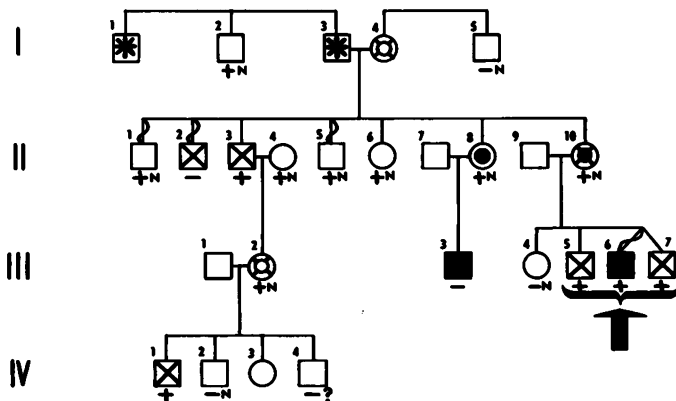 I
1 2 3 4 5
+N -N
II
1 2 3 4 5 6 7 8 9 10
+N - + +N +N +N +N +N
III
1 2 3 4 5 6 7
+N - -N + + +
IV
1 2 3 4
+ -N -?